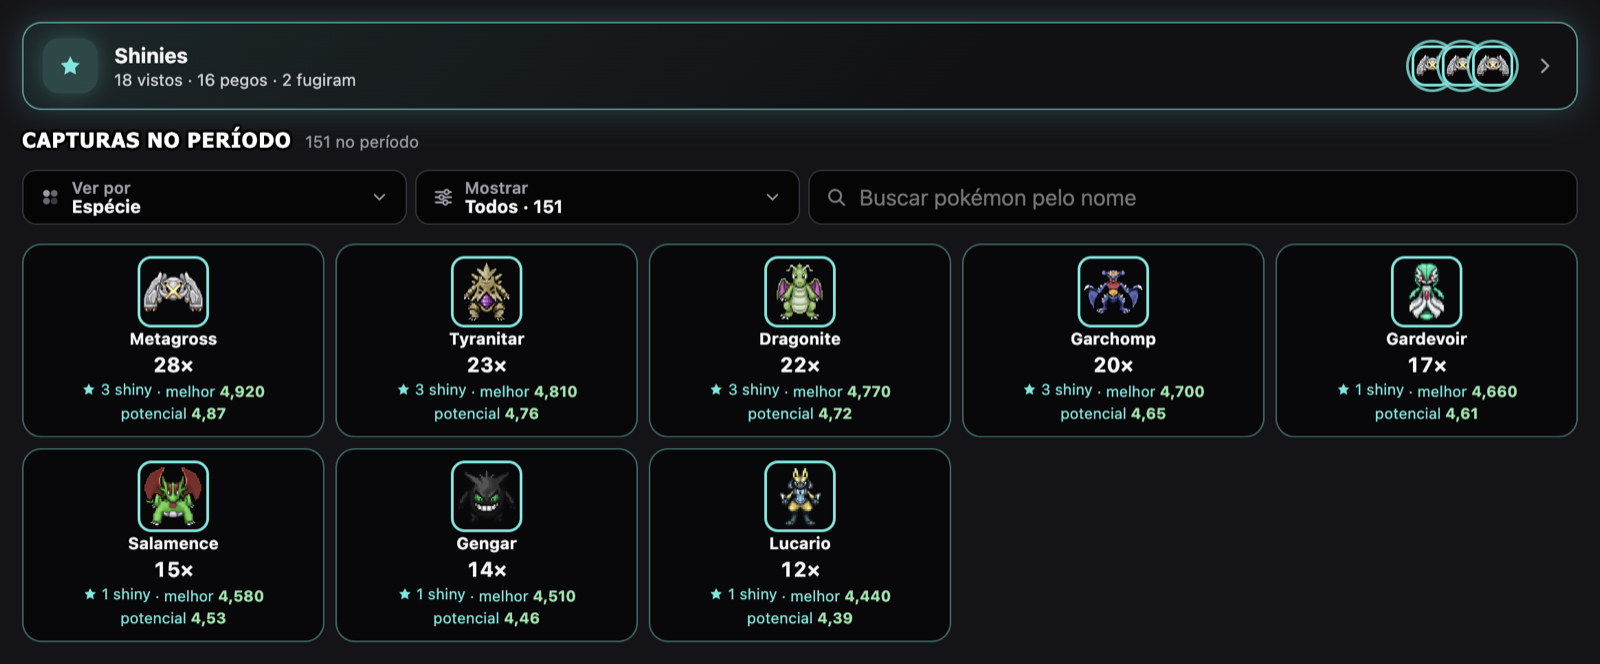 Shinies
18 vistos · 16 pegos · 2 fugiram
CAPTURAS NO PERÍODO 151 no período
Ver por
Espécie
Mostrar
Todos · 151
Buscar pokémon pelo nome
Metagross
28×
★ 3 shiny · melhor 4,920
potencial 4,87
Tyranitar
23×
★ 3 shiny · melhor 4,810
potencial 4,76
Dragonite
22×
★ 3 shiny · melhor 4,770
potencial 4,72
Garchomp
20×
★ 3 shiny · melhor 4,700
potencial 4,65
Gardevoir
17×
★ 1 shiny · melhor 4,660
potencial 4,61
Salamence
15×
★ 1 shiny · melhor 4,580
potencial 4,53
Gengar
14×
★ 1 shiny · melhor 4,510
potencial 4,46
Lucario
12×
★ 1 shiny · melhor 4,440
potencial 4,39